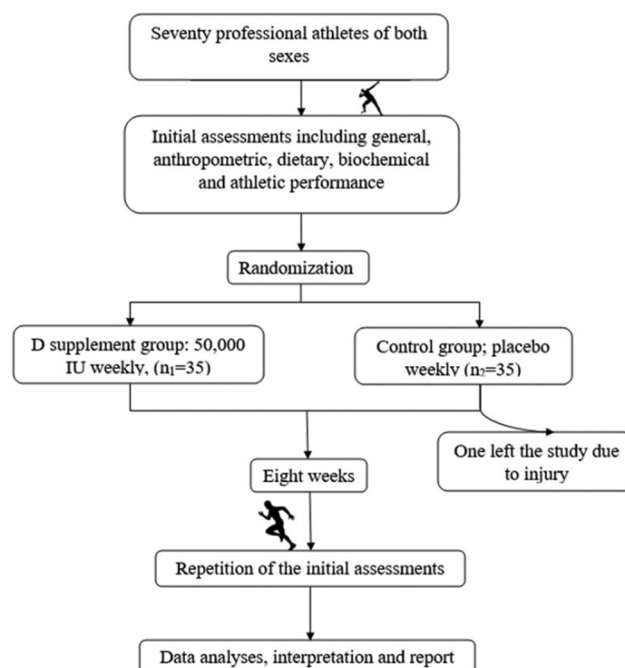 Seventy professional athletes of both
sexes
Initial assessments including general,
anthropometric, dietary, biochemical
and athletic performance
Randomization
D supplement group: 50,000
IU weekly, (n₁=35)
Control group; placebo
weekly (n₂=35)
One left the study due
to injury
Eight weeks
Repetition of the initial assessments
Data analyses, interpretation and report